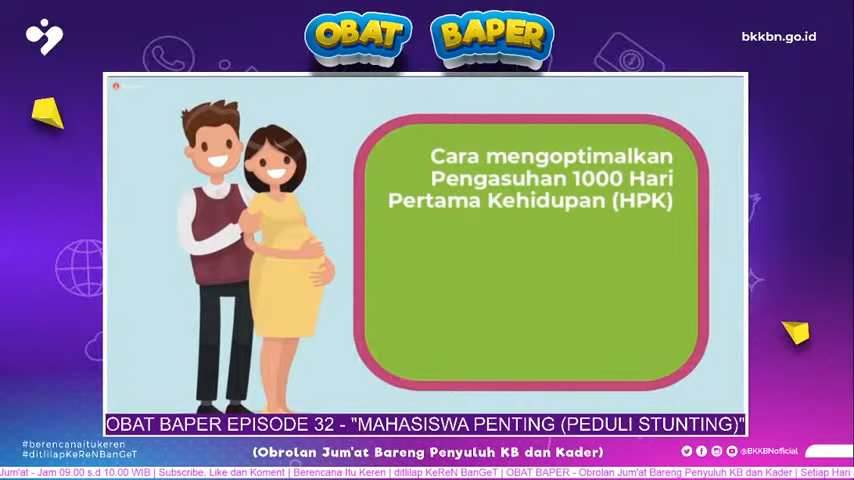 OBAT BAPER
bkkbn.go.id
Cara mengoptimalkan
Pengasuhan 1000 Hari
Pertama Kehidupan (HPK)
OBAT BAPER EPISODE 32 - "MAHASISWA PENTING (PEDULI STUNTING)"
#berencanaitukeren
#ditlilapKeReNBanGeT
(Obrolan Jum'at Bareng Penyuluh KB dan Kader)
@BKKBNofficial
Jum'at - Jam 09.00 s.d 10.00 WIB | Subscribe, Like dan Koment | Berencana Itu Keren | ditlilap KeReN BanGeT | OBAT BAPER - Obrolan Jum'at Bareng Penyuluh KB dan Kader | Setiap Hari